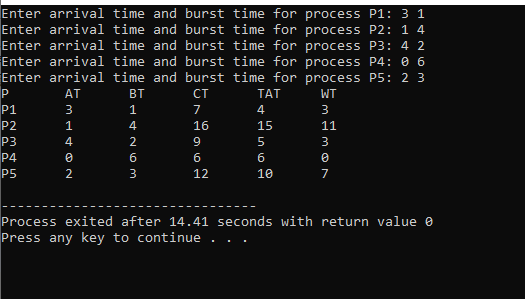 Enter arrival time and burst time for process P1: 3 1
Enter arrival time and burst time for process P2: 1 4
Enter arrival time and burst time for process P3: 4 2
Enter arrival time and burst time for process P4: 0 6
Enter arrival time and burst time for process P5: 2 3
P AT BT CT TAT WT
P1 3 1 7 4 3
P2 1 4 16 15 11
P3 4 2 9 5 3
P4 0 6 6 6 0
P5 2 3 12 10 7
--------------------------------
Process exited after 14.41 seconds with return value 0
Press any key to continue . . .